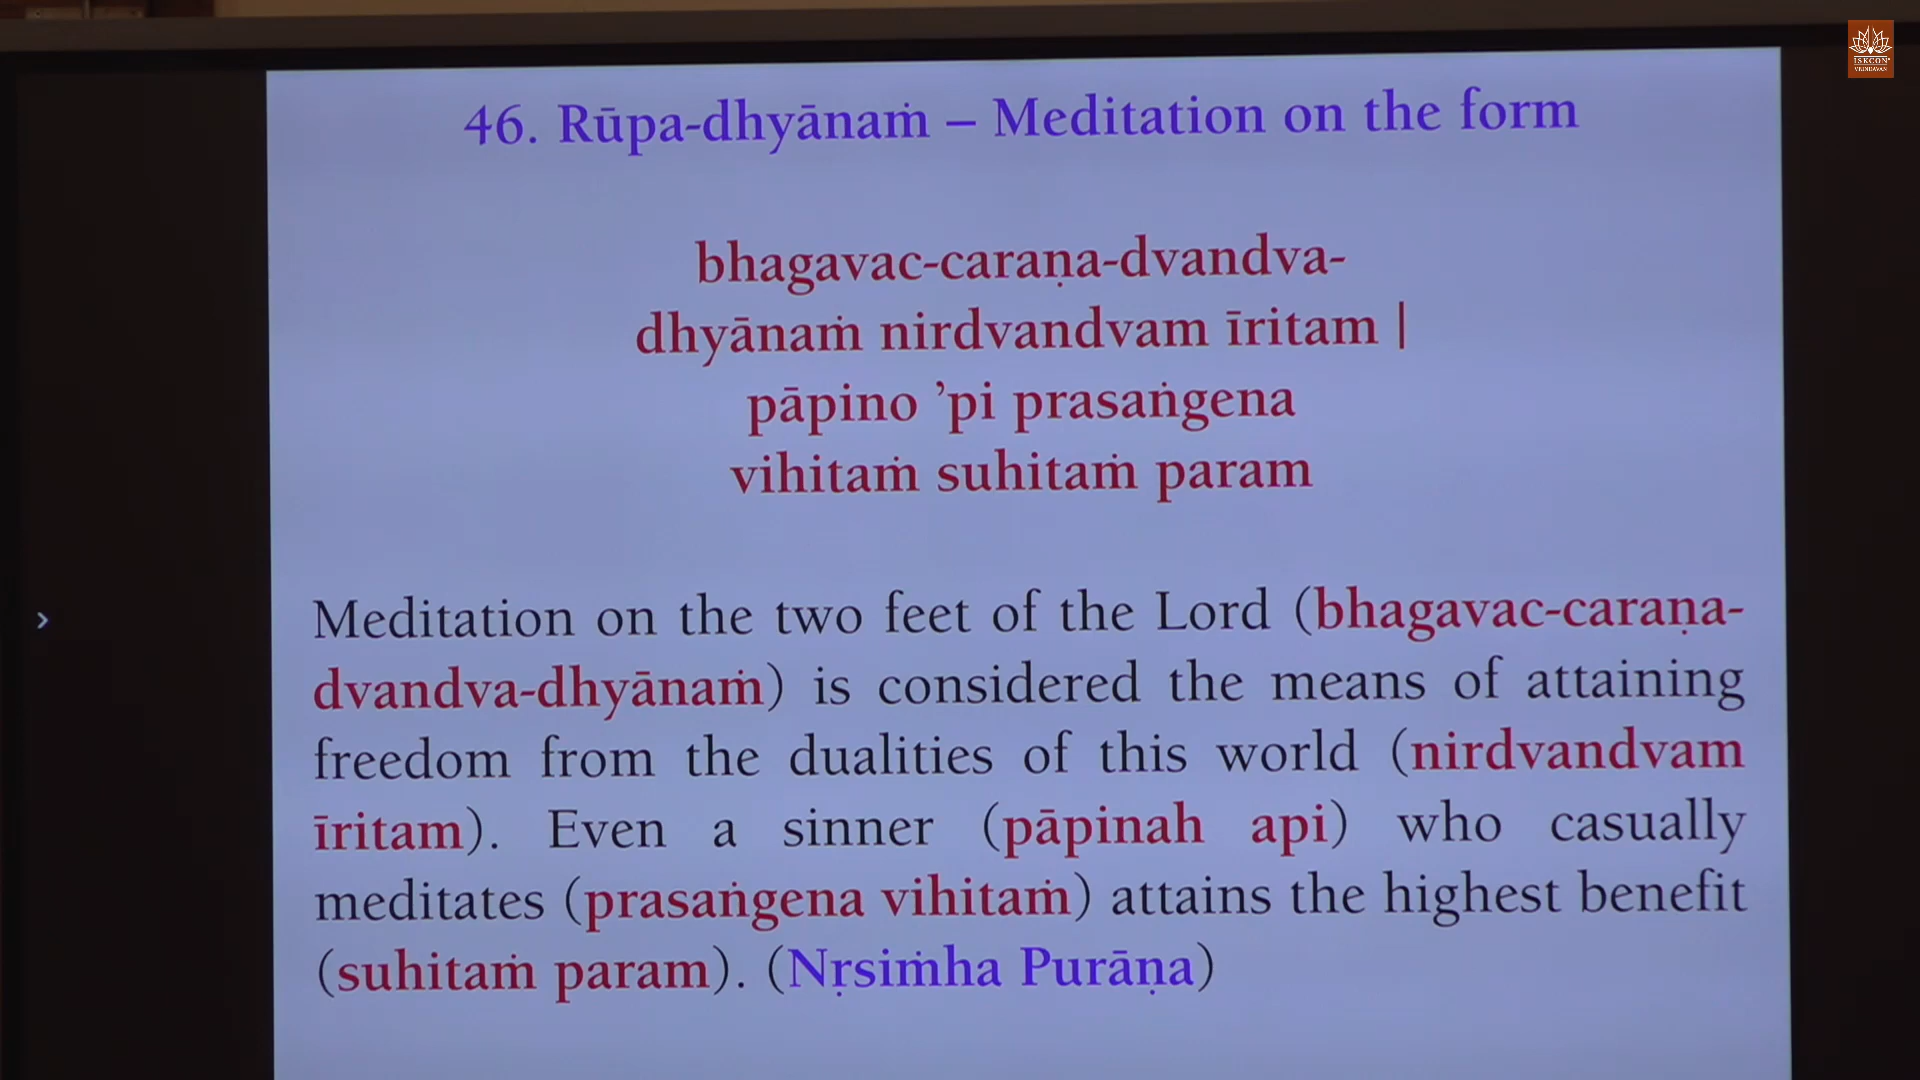 ISKCON
VRINDAVAN
46. Rūpa-dhyānaṁ – Meditation on the form
bhagavac-caraṇa-dvandva-
dhyānaṁ nirdvandvam īritam |
pāpino ’pi prasaṅgena
vihitaṁ suhitaṁ param
Meditation on the two feet of the Lord (bhagavac-caraṇa-
dvandva-dhyānaṁ) is considered the means of attaining
freedom from the dualities of this world (nirdvandvam
īritam). Even a sinner (pāpinah api) who casually
meditates (prasaṅgena vihitaṁ) attains the highest benefit
(suhitaṁ param). (Nṛsiṁha Purāṇa)